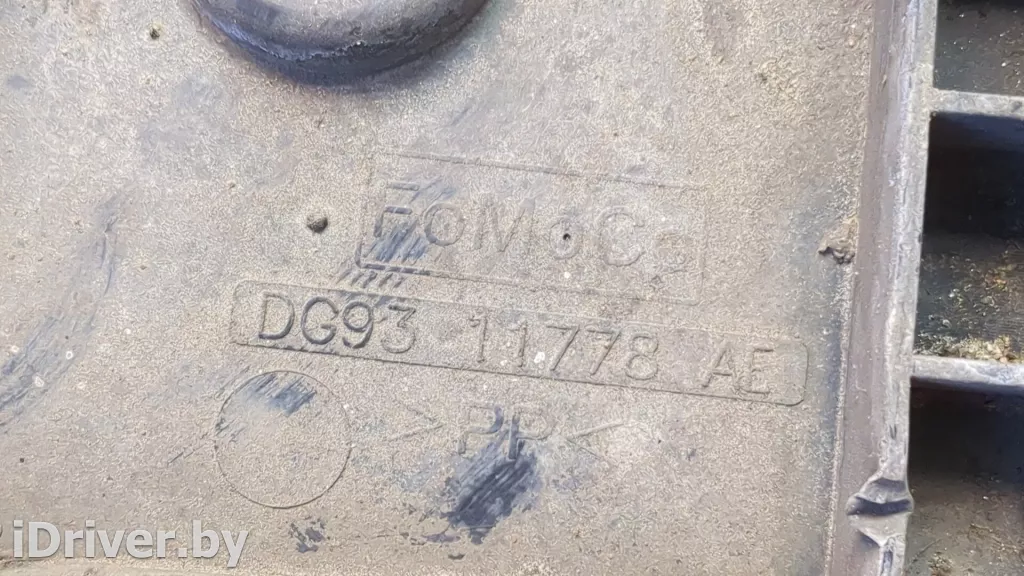 FoMoCo
DG93 11778 AE
>PP<
iDriver.by